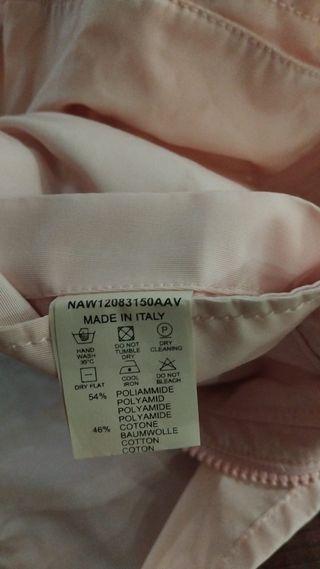 NAW12083150AAV
MADE IN ITALY
P
HAND WASH 30°C
DO NOT TUMBLE DRY
DRY CLEANING
DRY FLAT
COOL IRON
DO NOT BLEACH
54% POLIAMMIDE
POLYAMID
POLYAMIDE
POLYAMIDE
46% COTONE
BAUMWOLLE
COTTON
COTON